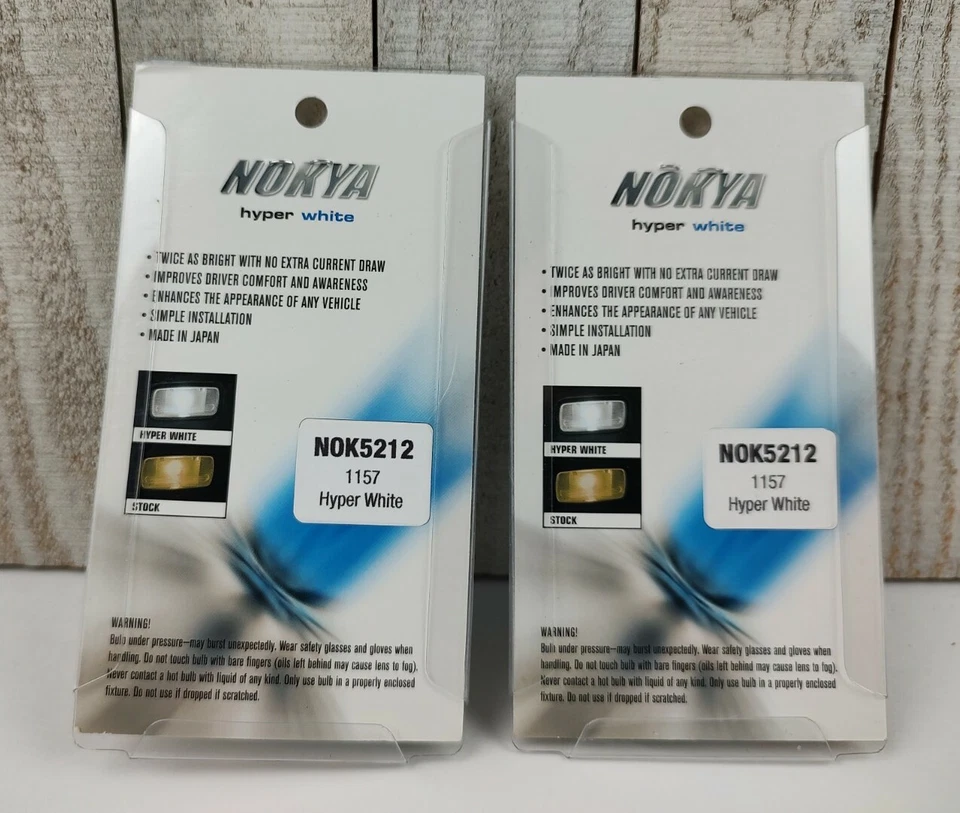 NOKYA
hyper white
• TWICE AS BRIGHT WITH NO EXTRA CURRENT DRAW
• IMPROVES DRIVER COMFORT AND AWARENESS
• ENHANCES THE APPEARANCE OF ANY VEHICLE
• SIMPLE INSTALLATION
• MADE IN JAPAN
HYPER WHITE
STOCK
NOK5212
1157
Hyper White
WARNING!
Bulb under pressure—may burst unexpectedly. Wear safety glasses and gloves when
handling. Do not touch bulb with bare fingers (oils left behind may cause lens to fog).
Never contact a hot bulb with liquid of any kind. Only use bulb in a properly enclosed
fixture. Do not use if dropped if scratched.
NOKYA
hyper white
• TWICE AS BRIGHT WITH NO EXTRA CURRENT DRAW
• IMPROVES DRIVER COMFORT AND AWARENESS
• ENHANCES THE APPEARANCE OF ANY VEHICLE
• SIMPLE INSTALLATION
• MADE IN JAPAN
HYPER WHITE
STOCK
NOK5212
1157
Hyper White
WARNING!
Bulb under pressure—may burst unexpectedly. Wear safety glasses and gloves when
handling. Do not touch bulb with bare fingers (oils left behind may cause lens to fog).
Never contact a hot bulb with liquid of any kind. Only use bulb in a properly enclosed
fixture. Do not use if dropped if scratched.